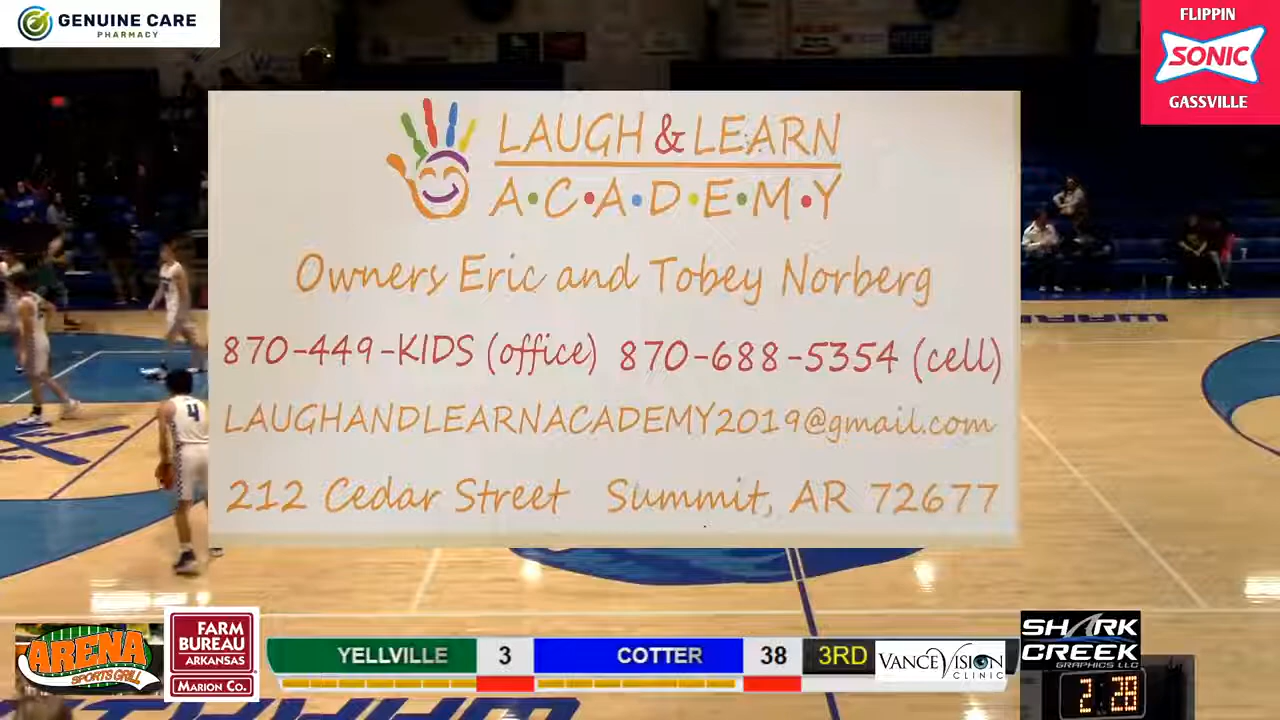 GENUINE CARE
PHARMACY
FLIPPIN
SONIC
GASSVILLE
LAUGH & LEARN
A•C•A•D•E•M•Y
Owners Eric and Tobey Norberg
870-449-KIDS (office) 870-688-5354 (cell)
LAUGHANDLEARNACADEMY2019@gmail.com
212 Cedar Street Summit, AR 72677
4
ARENA
SPORTS GRILL
FARM
BUREAU
ARKANSAS
MARION CO.
YELLVILLE 3 COTTER 38 3RD
VANCE VISION
CLINIC
SHARK
CREEK
GRAPHICS LLC
2 28